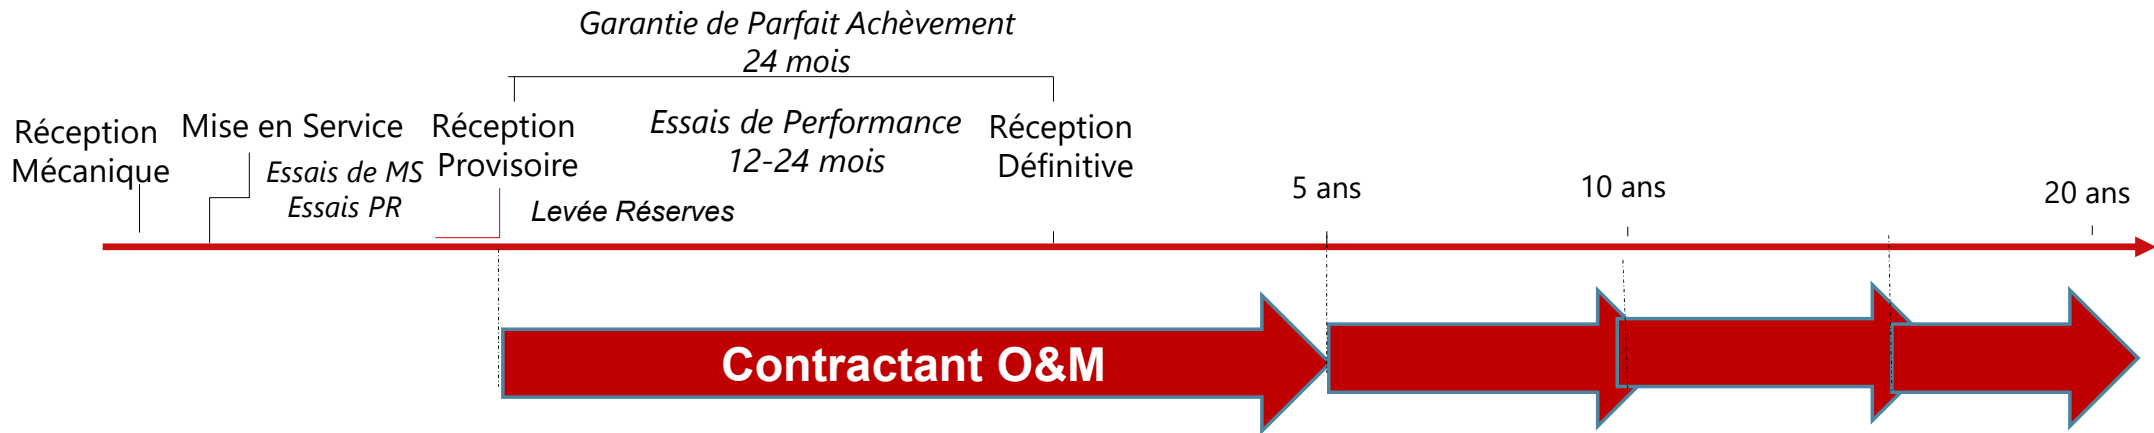 Garantie de Parfait Achèvement
24 mois
Réception
Mécanique
Mise en Service
Essais de MS
Essais PR
Réception
Provisoire
Essais de Performance
12-24 mois
Levée Réserves
Réception
Définitive
5 ans
10 ans
20 ans
Contractant O&M